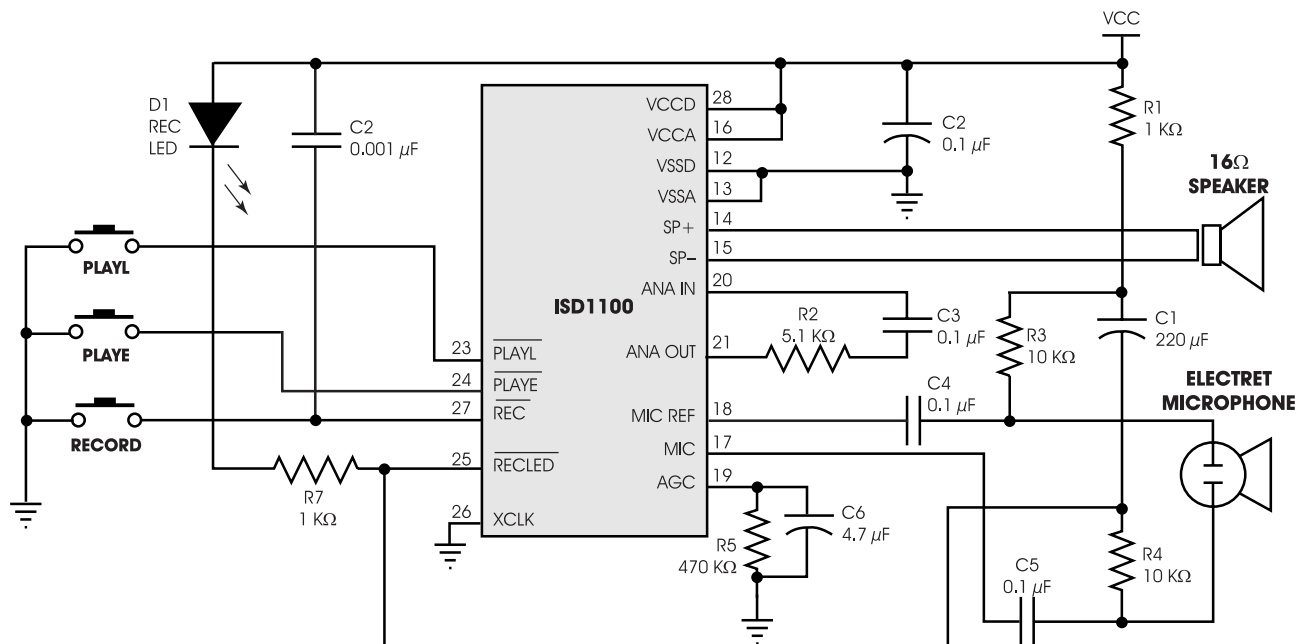 VCC
D1
REC
LED
C2
0.001 µF
VCCD
28
VCCA
16
VSSD
12
VSSA
13
SP+
14
SP–
15
ANA IN
20
ISD1100
ANA OUT
21
C2
0.1 µF
R1
1 KΩ
16Ω
SPEAKER
PLAYL
PLAYE
RECORD
23
PLAYL
24
PLAYE
27
REC
25
RECLED
26
XCLK
R7
1 KΩ
R2
5.1 KΩ
C3
0.1 µF
R3
10 KΩ
C1
220 µF
C4
0.1 µF
ELECTRET
MICROPHONE
MIC REF
18
MIC
17
AGC
19
R5
470 KΩ
C6
4.7 µF
C5
0.1 µF
R4
10 KΩ